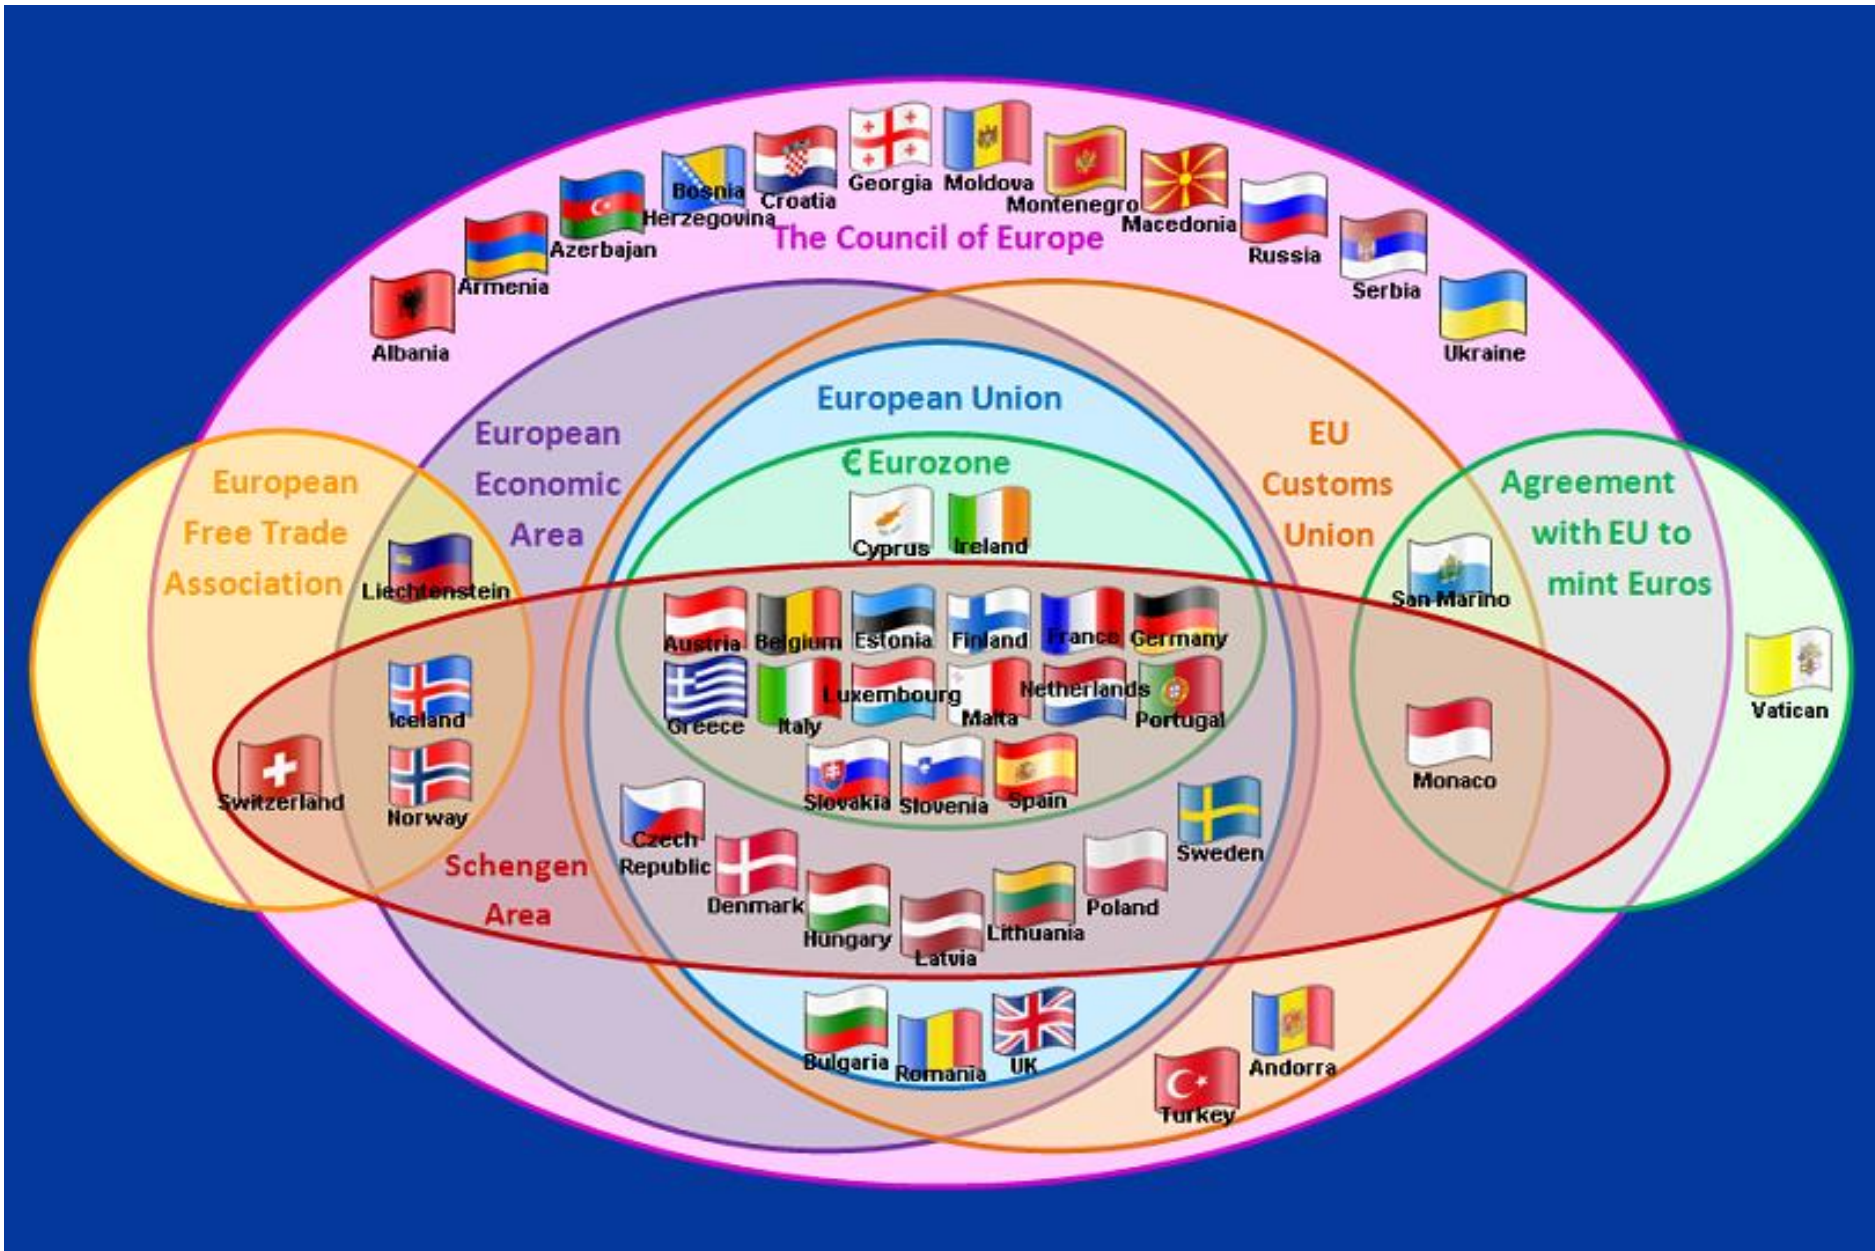 Georgia
Moldova
Croatia
Montenegro
Bosnia
Herzegovina
Macedonia
Azerbajan
The Council of Europe
Russia
Armenia
Serbia
Albania
Ukraine
European Union
European
Economic
Area
EU
Customs
Union
€ Eurozone
European
Free Trade
Association
Agreement
with EU to
mint Euros
Cyprus
Ireland
Liechtenstein
San Marino
Austria
Belgium
Estonia
Finland
France
Germany
Iceland
Greece
Italy
Luxembourg
Malta
Netherlands
Portugal
Vatican
Switzerland
Norway
Slovakia
Slovenia
Spain
Monaco
Czech
Republic
Sweden
Schengen
Area
Denmark
Hungary
Latvia
Lithuania
Poland
Bulgaria
Romania
UK
Andorra
Turkey